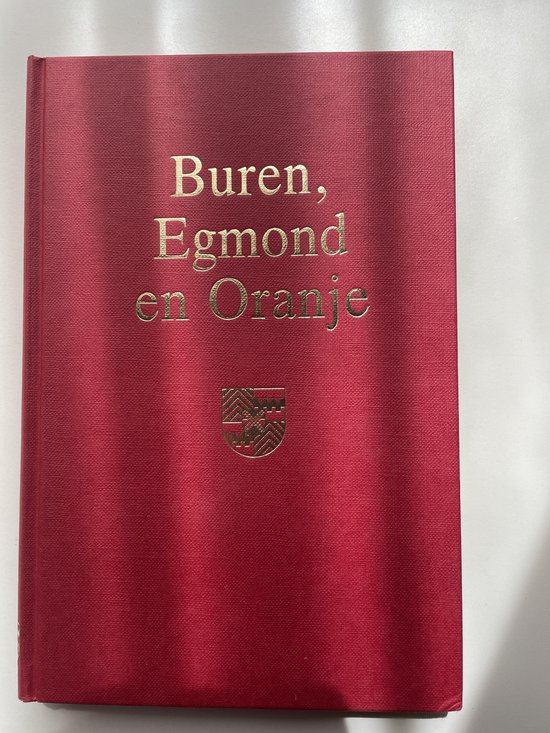 Buren,
Egmond
en Oranje